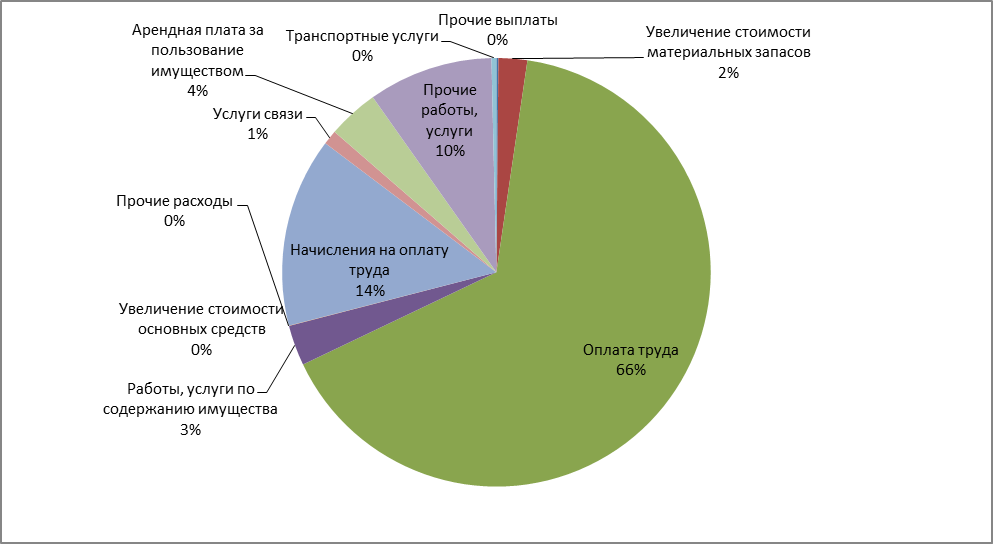 Прочие выплаты
0%
Увеличение стоимости
материальных запасов
2%
Арендная плата за
пользование
имуществом
4%
Транспортные услуги
0%
Прочие
работы,
услуги
10%
Услуги связи
1%
Прочие расходы
0%
Начисления на оплату
труда
14%
Увеличение стоимости
основных средств
0%
Оплата труда
66%
Работы, услуги по
содержанию имущества
3%